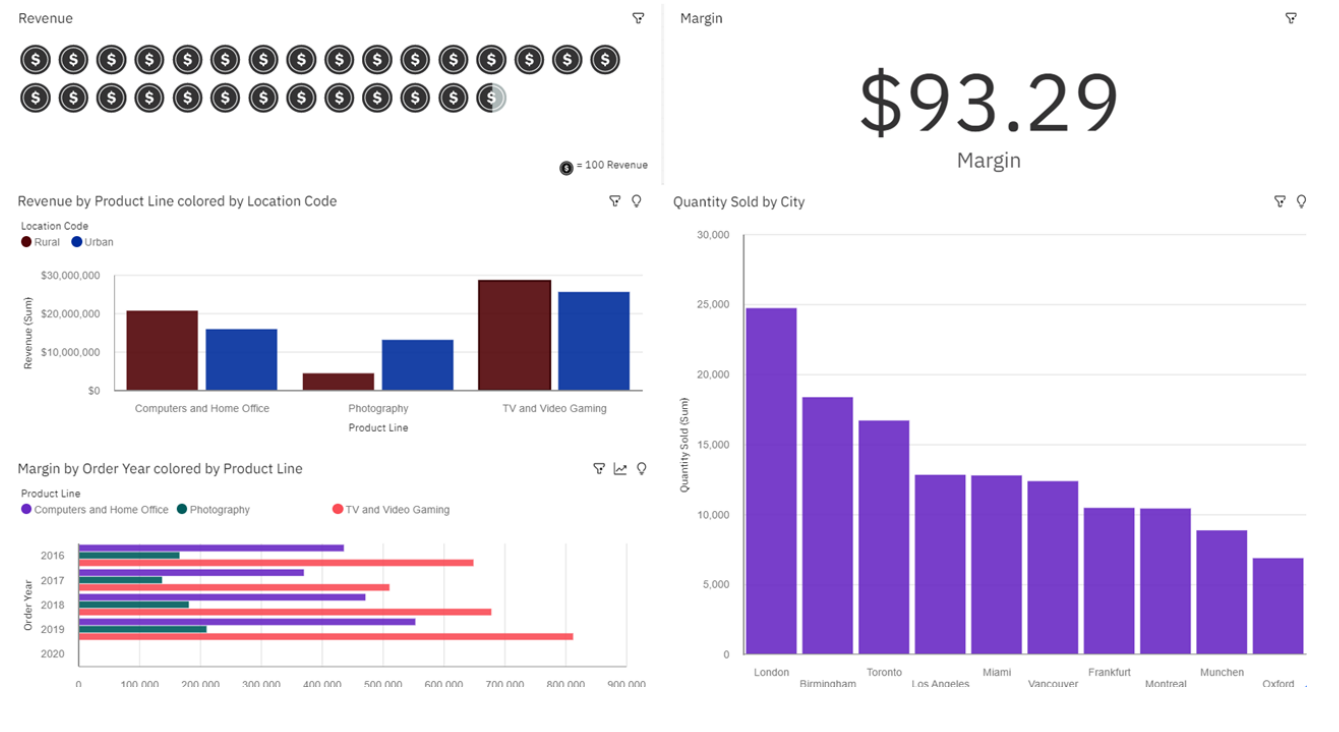 Revenue
= 100 Revenue
Margin
$93.29
Margin
Revenue by Product Line colored by Location Code
Location Code
Rural Urban
Revenue (Sum)
$30,000,000
$20,000,000
$10,000,000
$0
Computers and Home Office Photography TV and Video Gaming
Product Line
Margin by Order Year colored by Product Line
Product Line
Computers and Home Office Photography TV and Video Gaming
Order Year
2016
2017
2018
2019
2020
0 100,000 200,000 300,000 400,000 500,000 600,000 700,000 800,000 900,000
Quantity Sold by City
Quantity Sold (Sum)
30,000
25,000
20,000
15,000
10,000
5,000
0
London Toronto Miami Frankfurt Munchen
Birmingham Los Angeles Vancouver Montreal Oxford